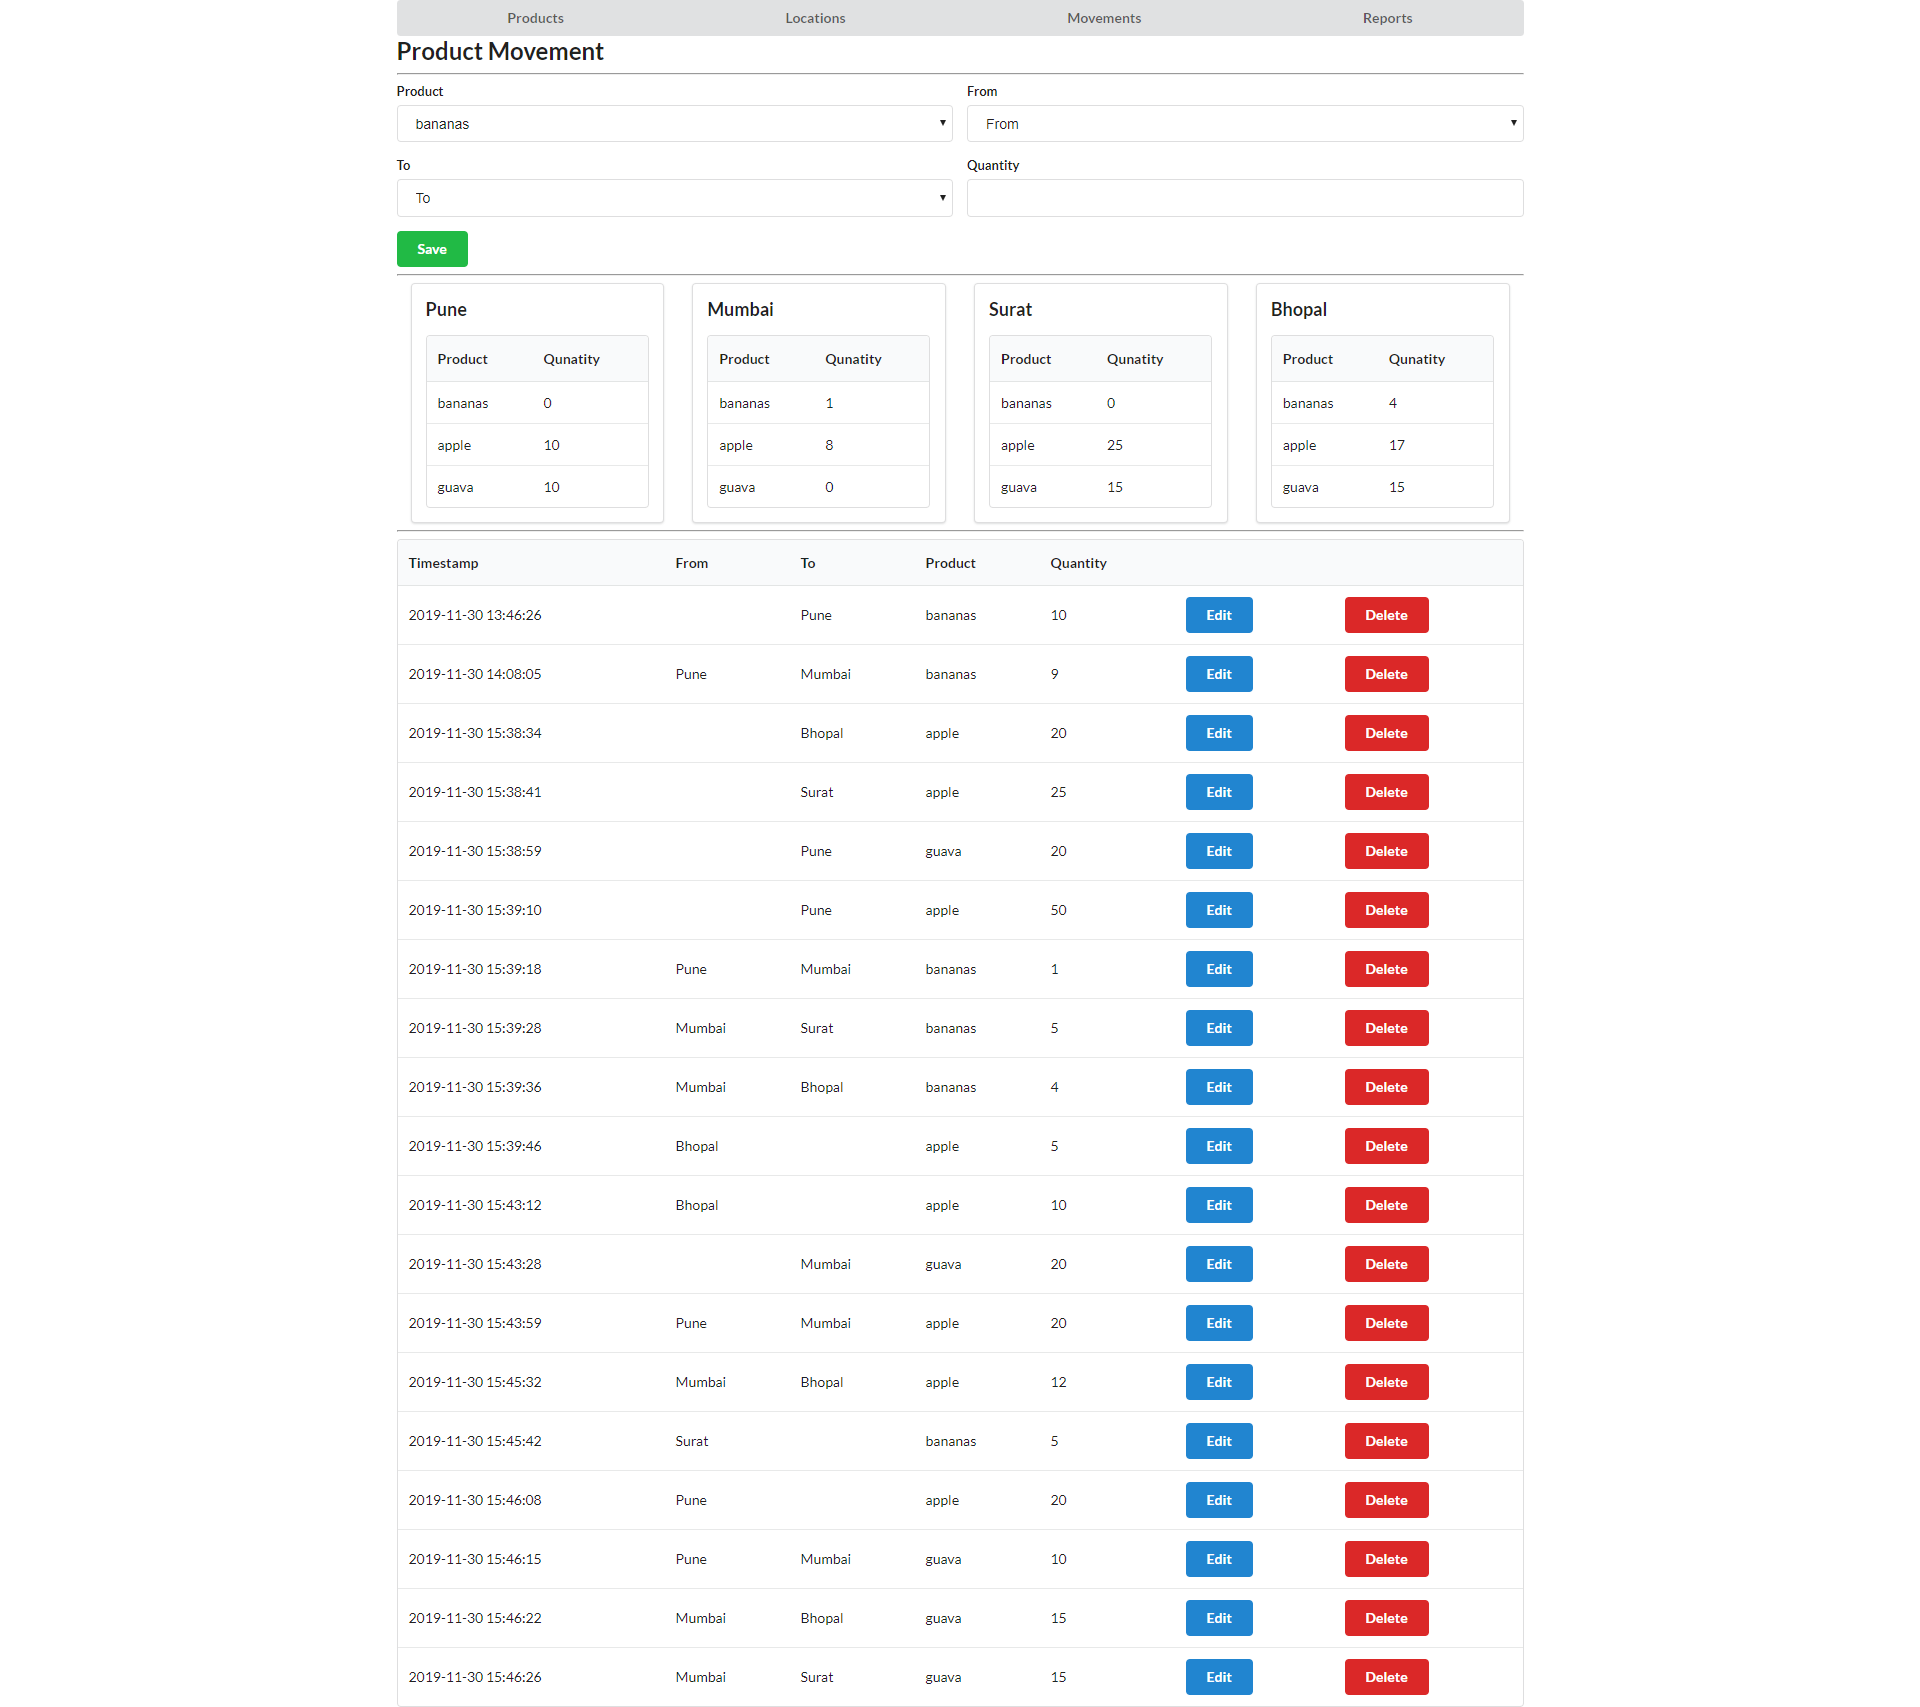 Products Locations Movements Reports
Product Movement
Product From
bananas From
To Quantity
To
Save
Pune Mumbai Surat Bhopal
Product Qunatity Product Qunatity Product Qunatity Product Qunatity
bananas 0 bananas 1 bananas 0 bananas 4
apple 10 apple 8 apple 25 apple 17
guava 10 guava 0 guava 15 guava 15
Timestamp From To Product Quantity
2019-11-30 13:46:26 Pune bananas 10 Edit Delete
2019-11-30 14:08:05 Pune Mumbai bananas 9 Edit Delete
2019-11-30 15:38:34 Bhopal apple 20 Edit Delete
2019-11-30 15:38:41 Surat apple 25 Edit Delete
2019-11-30 15:38:59 Pune guava 20 Edit Delete
2019-11-30 15:39:10 Pune apple 50 Edit Delete
2019-11-30 15:39:18 Pune Mumbai bananas 1 Edit Delete
2019-11-30 15:39:28 Mumbai Surat bananas 5 Edit Delete
2019-11-30 15:39:36 Mumbai Bhopal bananas 4 Edit Delete
2019-11-30 15:39:46 Bhopal apple 5 Edit Delete
2019-11-30 15:43:12 Bhopal apple 10 Edit Delete
2019-11-30 15:43:28 Mumbai guava 20 Edit Delete
2019-11-30 15:43:59 Pune Mumbai apple 20 Edit Delete
2019-11-30 15:45:32 Mumbai Bhopal apple 12 Edit Delete
2019-11-30 15:45:42 Surat bananas 5 Edit Delete
2019-11-30 15:46:08 Pune apple 20 Edit Delete
2019-11-30 15:46:15 Pune Mumbai guava 10 Edit Delete
2019-11-30 15:46:22 Mumbai Bhopal guava 15 Edit Delete
2019-11-30 15:46:26 Mumbai Surat guava 15 Edit Delete